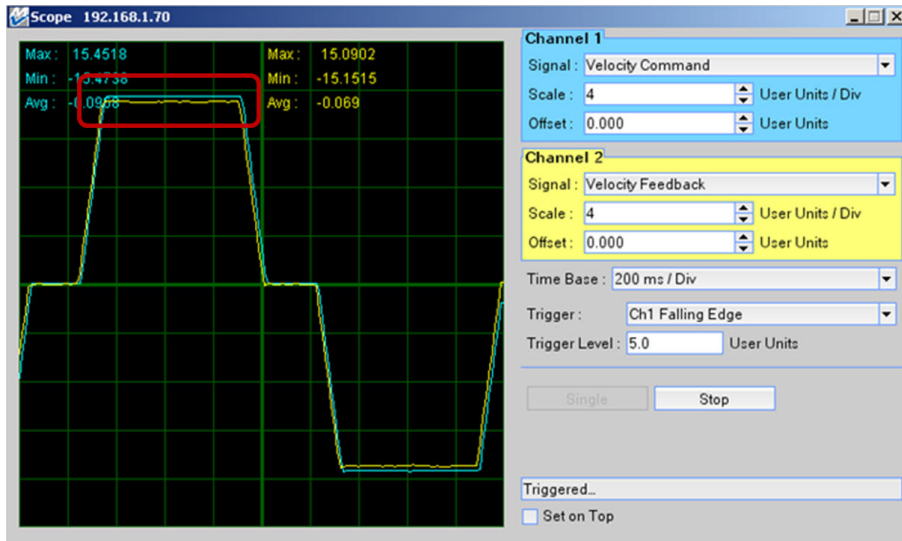 Scope 192.168.1.70
Max: 15.4518
Min: -15.4738
Avg: -0.0958
Max: 15.0902
Min: -15.1515
Avg: -0.069
Channel 1
Signal: Velocity Command
Scale: 4 User Units / Div
Offset: 0.000 User Units
Channel 2
Signal: Velocity Feedback
Scale: 4 User Units / Div
Offset: 0.000 User Units
Time Base: 200 ms / Div
Trigger: Ch1 Falling Edge
Trigger Level: 5.0 User Units
Single Stop
Triggered...
Set on Top